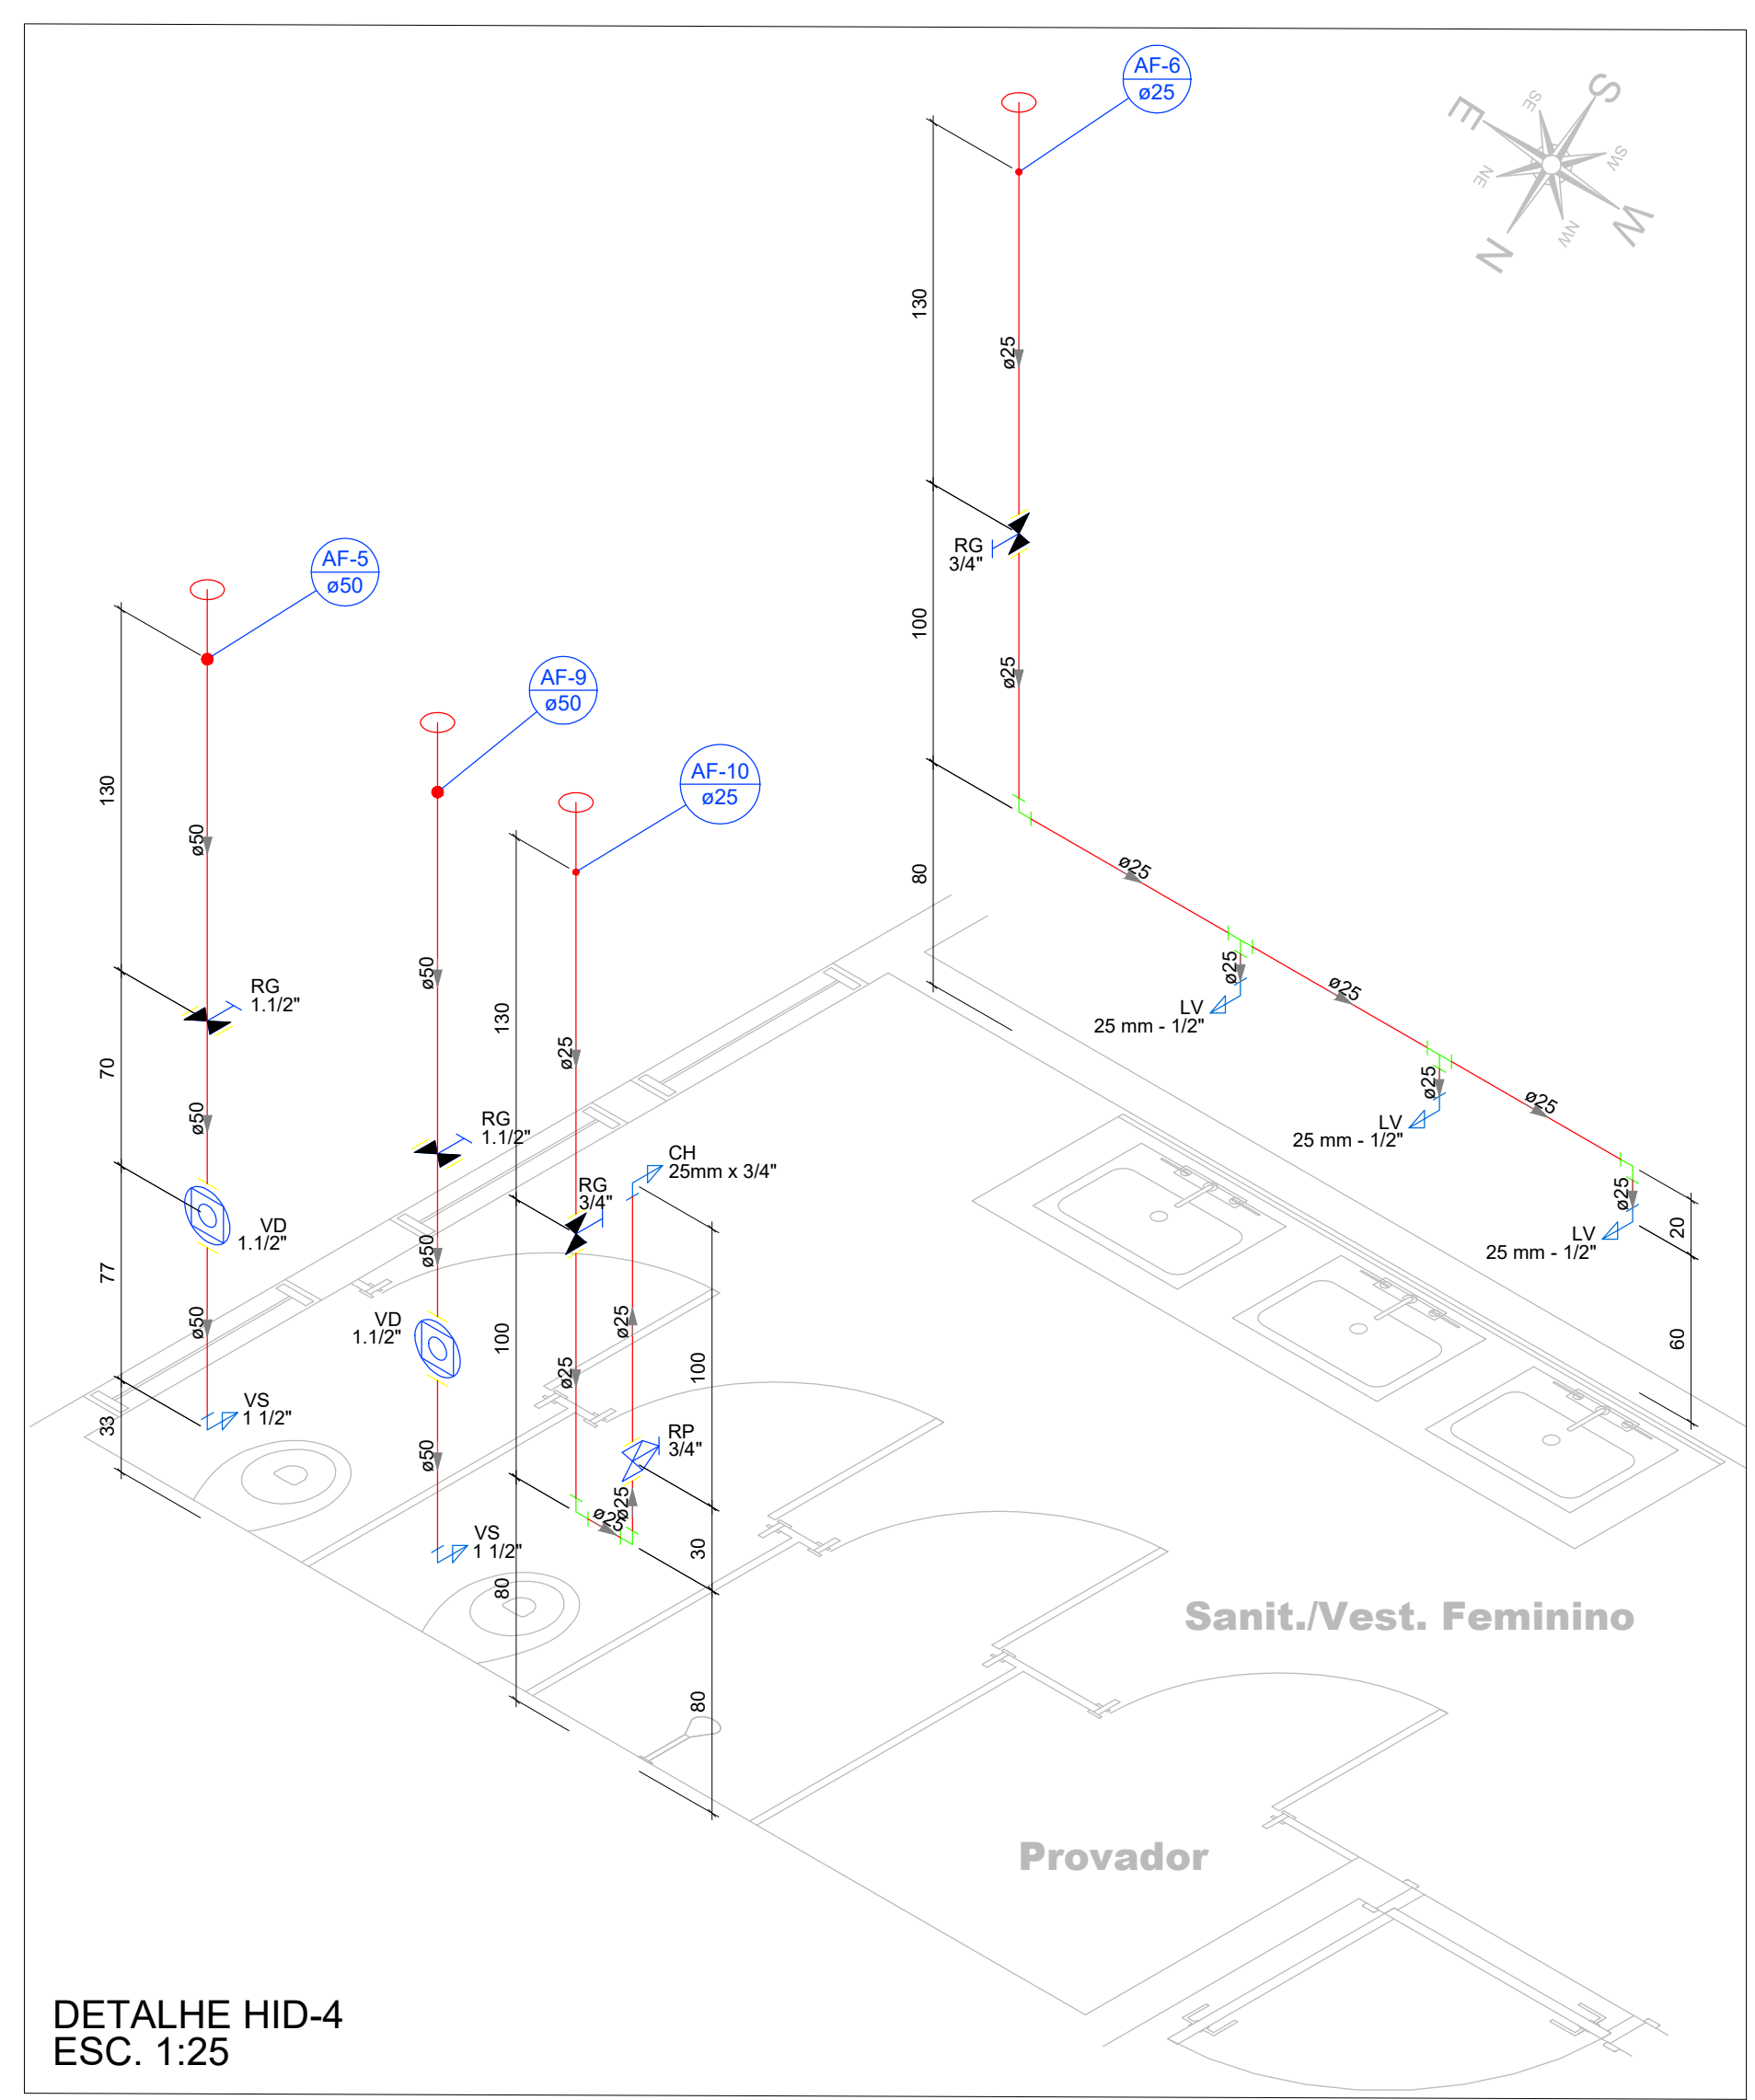 AF-6
ø25
S
SE
E
SW
NE
W
NW
N
130
ø25
RG
3/4"
100
ø25
80
ø25
ø25
LV
25 mm - 1/2"
ø25
ø25
LV
25 mm - 1/2"
ø25
ø25
LV
25 mm - 1/2"
20
60
AF-5
ø50
130
ø50
RG
1.1/2"
70
ø50
VD
1.1/2"
77
ø50
VS
1 1/2"
33
AF-9
ø50
ø50
RG
1.1/2"
ø50
VD
1.1/2"
ø50
VS
1 1/2"
AF-10
ø25
130
ø25
RG
3/4"
100
ø25
80
ø25
CH
25mm x 3/4"
ø25
100
RP
3/4"
ø25
30
80
Sanit./Vest. Feminino
Provador
DETALHE HID-4
ESC. 1:25